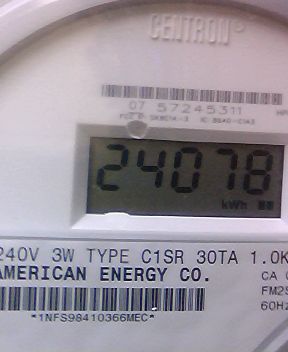 CENTRON®
07 57245311
24078
kWh
240V 3W TYPE C1SR 30TA 1.0K
AMERICAN ENERGY CO.
CA
FM2S
60Hz
*1NFS98410366MEC*